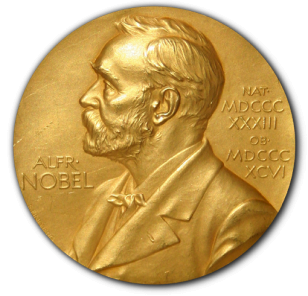 ALFR·
NOBEL
NAT·
MDCCC
XXXIII
OB·
MDCCC
XCVI